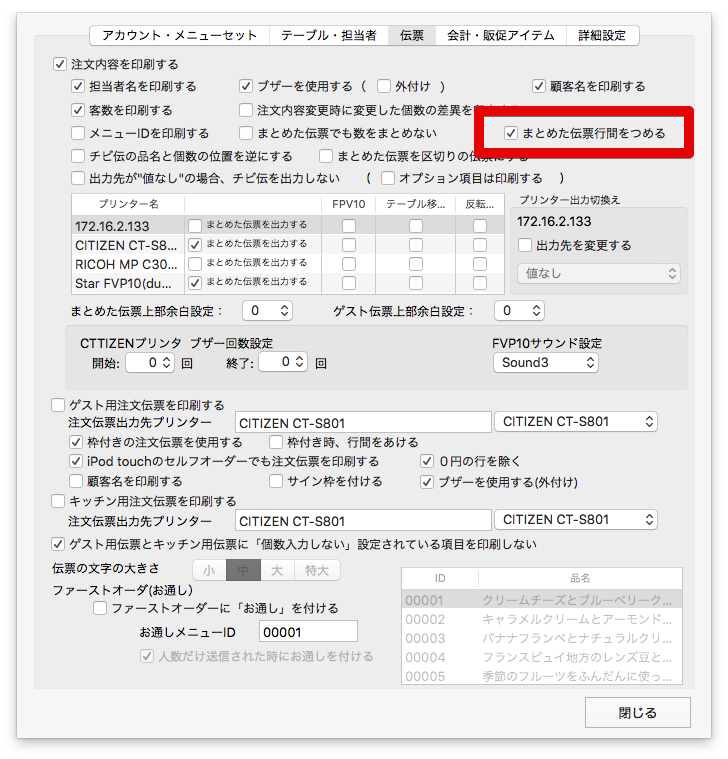 アカウント・メニューセット テーブル・担当者 伝票 会計・販促アイテム 詳細設定
注文内容を印刷する
担当者名を印刷する ブザーを使用する ( 外付け ) 顧客名を印刷する
客数を印刷する 注文内容変更時に変更した個数の差異を
メニューIDを印刷する まとめた伝票でも数をまとめない まとめた伝票行間をつめる
チビ伝の品名と個数の位置を逆にする まとめた伝票を区切りの伝票にする
出力先が"値なし"の場合、チビ伝を出力しない ( オプション項目は印刷する )
プリンター名 FPV10 テーブル移... 反転... プリンター出力切換え
172.16.2.133 まとめた伝票を出力する 172.16.2.133
CITIZEN CT-S8... まとめた伝票を出力する 出力先を変更する
RICOH MP C30... まとめた伝票を出力する 値なし
Star FVP10(du... まとめた伝票を出力する
まとめた伝票上部余白設定： 0 ゲスト伝票上部余白設定： 0
CTTIZENプリンタ ブザー回数設定 FVP10サウンド設定
開始: 0 回 終了: 0 回 Sound3
ゲスト用注文伝票を印刷する
注文伝票出力先プリンター CITIZEN CT-S801 CITIZEN CT-S801
枠付きの注文伝票を使用する 枠付き時、行間をあける
iPod touchのセルフオーダーでも注文伝票を印刷する ０円の行を除く
顧客名を印刷する サイン枠を付ける ブザーを使用する(外付け)
キッチン用注文伝票を印刷する
注文伝票出力先プリンター CITIZEN CT-S801 CITIZEN CT-S801
ゲスト用伝票とキッチン用伝票に「個数入力しない」設定されている項目を印刷しない
伝票の文字の大きさ 小 中 大 特大
ファーストオーダ(お通し)
ファーストオーダーに「お通し」を付ける
お通しメニューID 00001
人数だけ送信された時にお通しを付ける
ID 品名
00001 クリームチーズとブルーベリーク...
00002 キャラメルクリームとアーモンド...
00003 バナナフランベとナチュラルクリ...
00004 フランスピュイ地方のレンズ豆と...
00005 季節のフルーツをふんだんに使っ...
閉じる